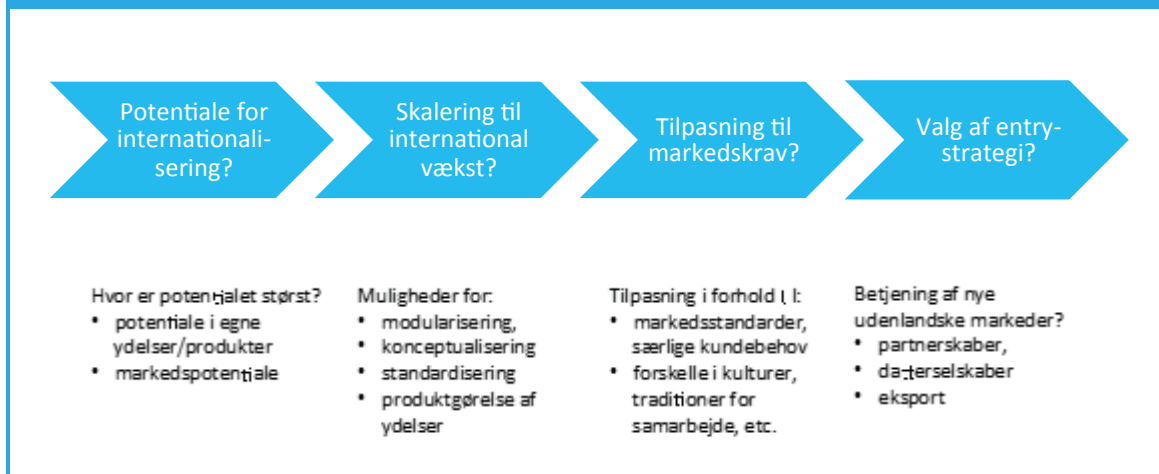 Potentiale for
internationali-
sering?
Skalering til
international
vækst?
Tilpasning til
markedskrav?
Valg af entry-
strategi?
Hvor er potentialet størst?
• potentiale i egne
ydelser/produkter
• markedspotentiale
Muligheder for:
• modularisering,
• konceptualisering
• standardisering
• produktgørelse af
ydelser
Tilpasning i forhold til:
• markedsstandarder,
særlige kundebehov
• forskelle i kulturer,
traditioner for
samarbejde, etc.
Betjening af nye
udenlandske markeder?
• partnerskaber,
• datterselskaber
• eksport